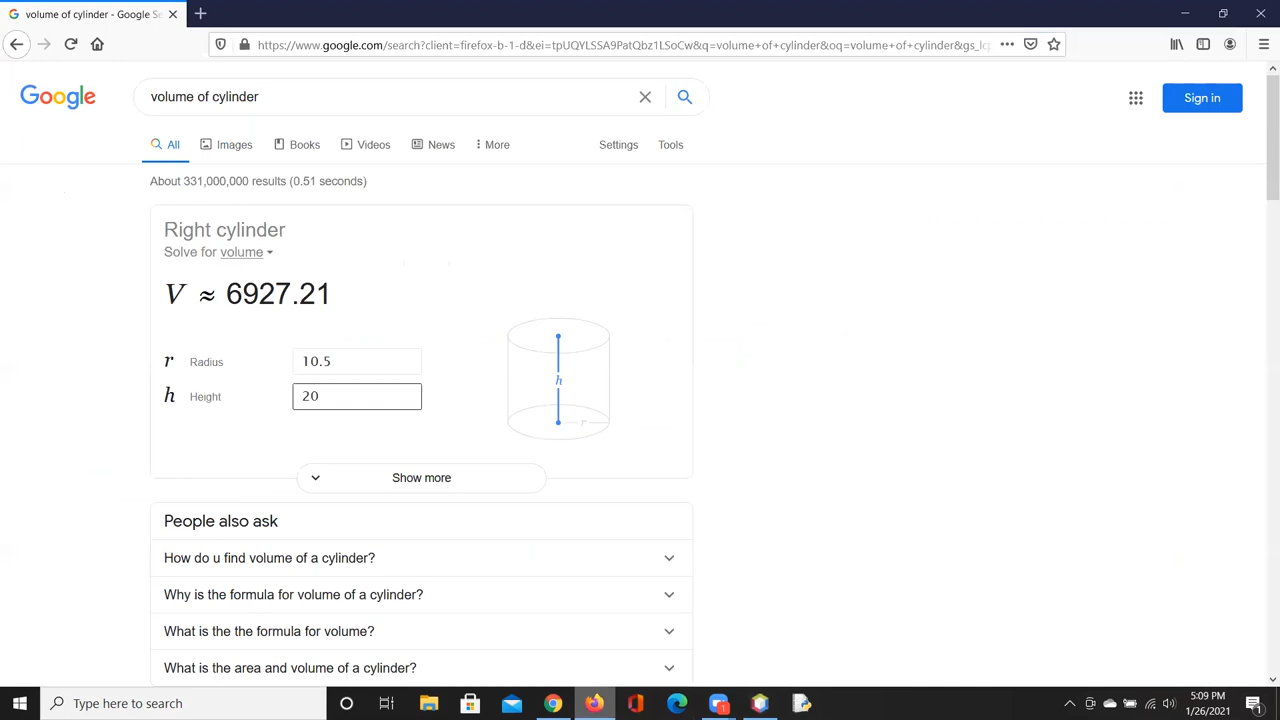 volume of cylinder - Google Se
https://www.google.com/search?client=firefox-b-1-d&ei=tpUQYLSSA9PatQbz1LSoCw&q=volume+of+cylinder&oq=volume+of+cylinder&gs_lcp
Google
volume of cylinder
Sign in
All Images Books Videos News More Settings Tools
About 331,000,000 results (0.51 seconds)
Right cylinder
Solve for volume
V ≈ 6927.21
r Radius 10.5
h Height 20
h
r
Show more
People also ask
How do u find volume of a cylinder?
Why is the formula for volume of a cylinder?
What is the the formula for volume?
What is the area and volume of a cylinder?
Type here to search
1
5:09 PM
1/26/2021
1